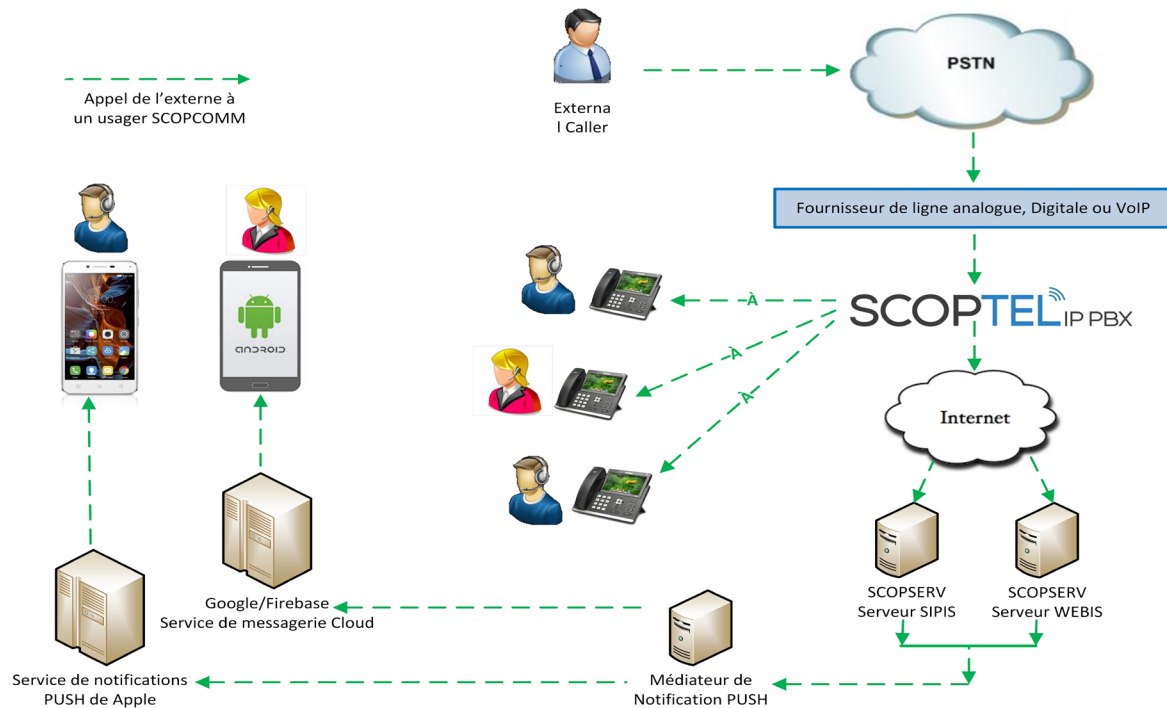 PSTN
Appel de l’externe à
un usager SCOPCOMM
Externa
l Caller
Fournisseur de ligne analogue, Digitale ou VoIP
ANDROID
À
À
À
SCOPTEL IP PBX
Internet
SCOPSERV
Serveur SIPIS
SCOPSERV
Serveur WEBIS
Google/Firebase
Service de messagerie Cloud
Service de notifications
PUSH de Apple
Médiateur de
Notification PUSH